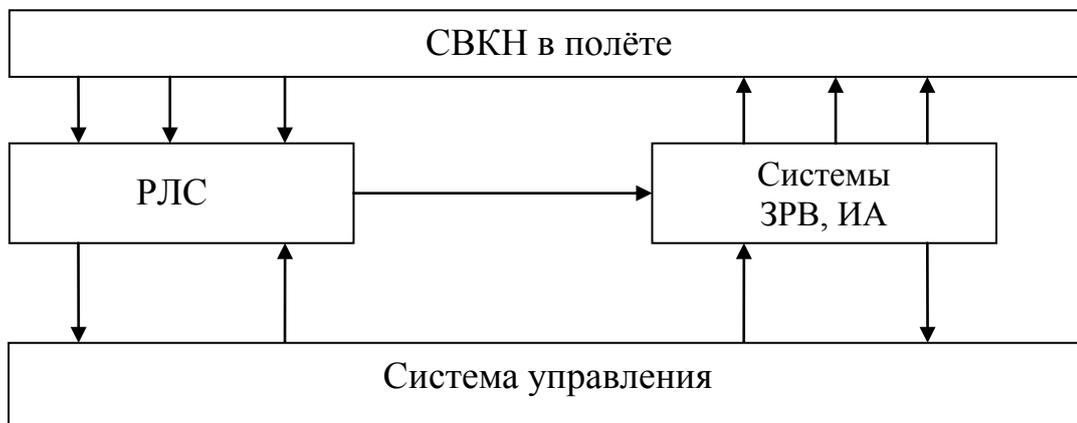 СВКН в полёте
РЛС
Системы
ЗРВ, ИА
Система управления